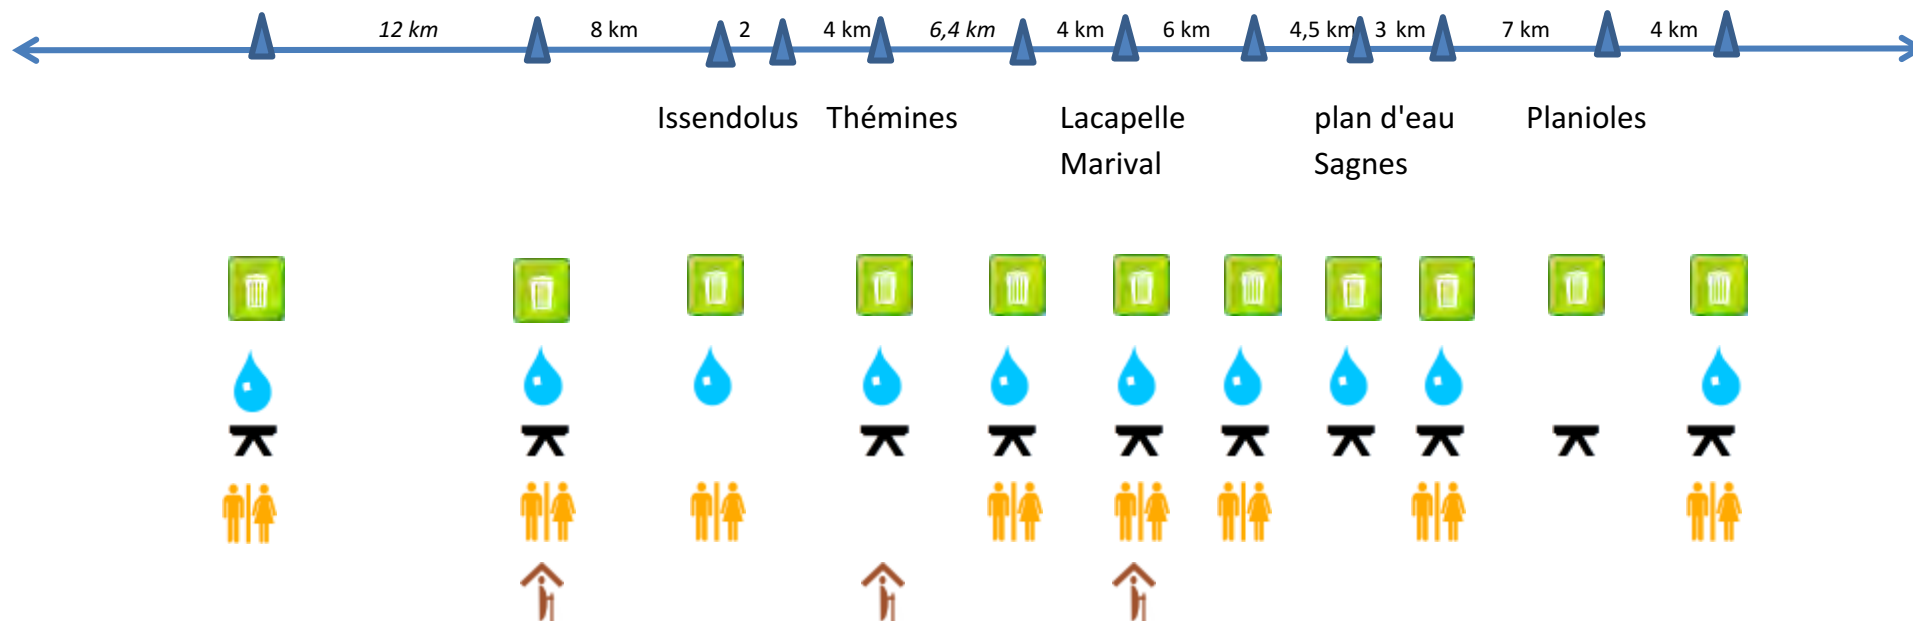 12 km 8 km 2 4 km 6,4 km 4 km 6 km 4,5 km 3 km 7 km 4 km
Issendolus Thémines Lacapelle plan d'eau Planioles
Marival Sagnes